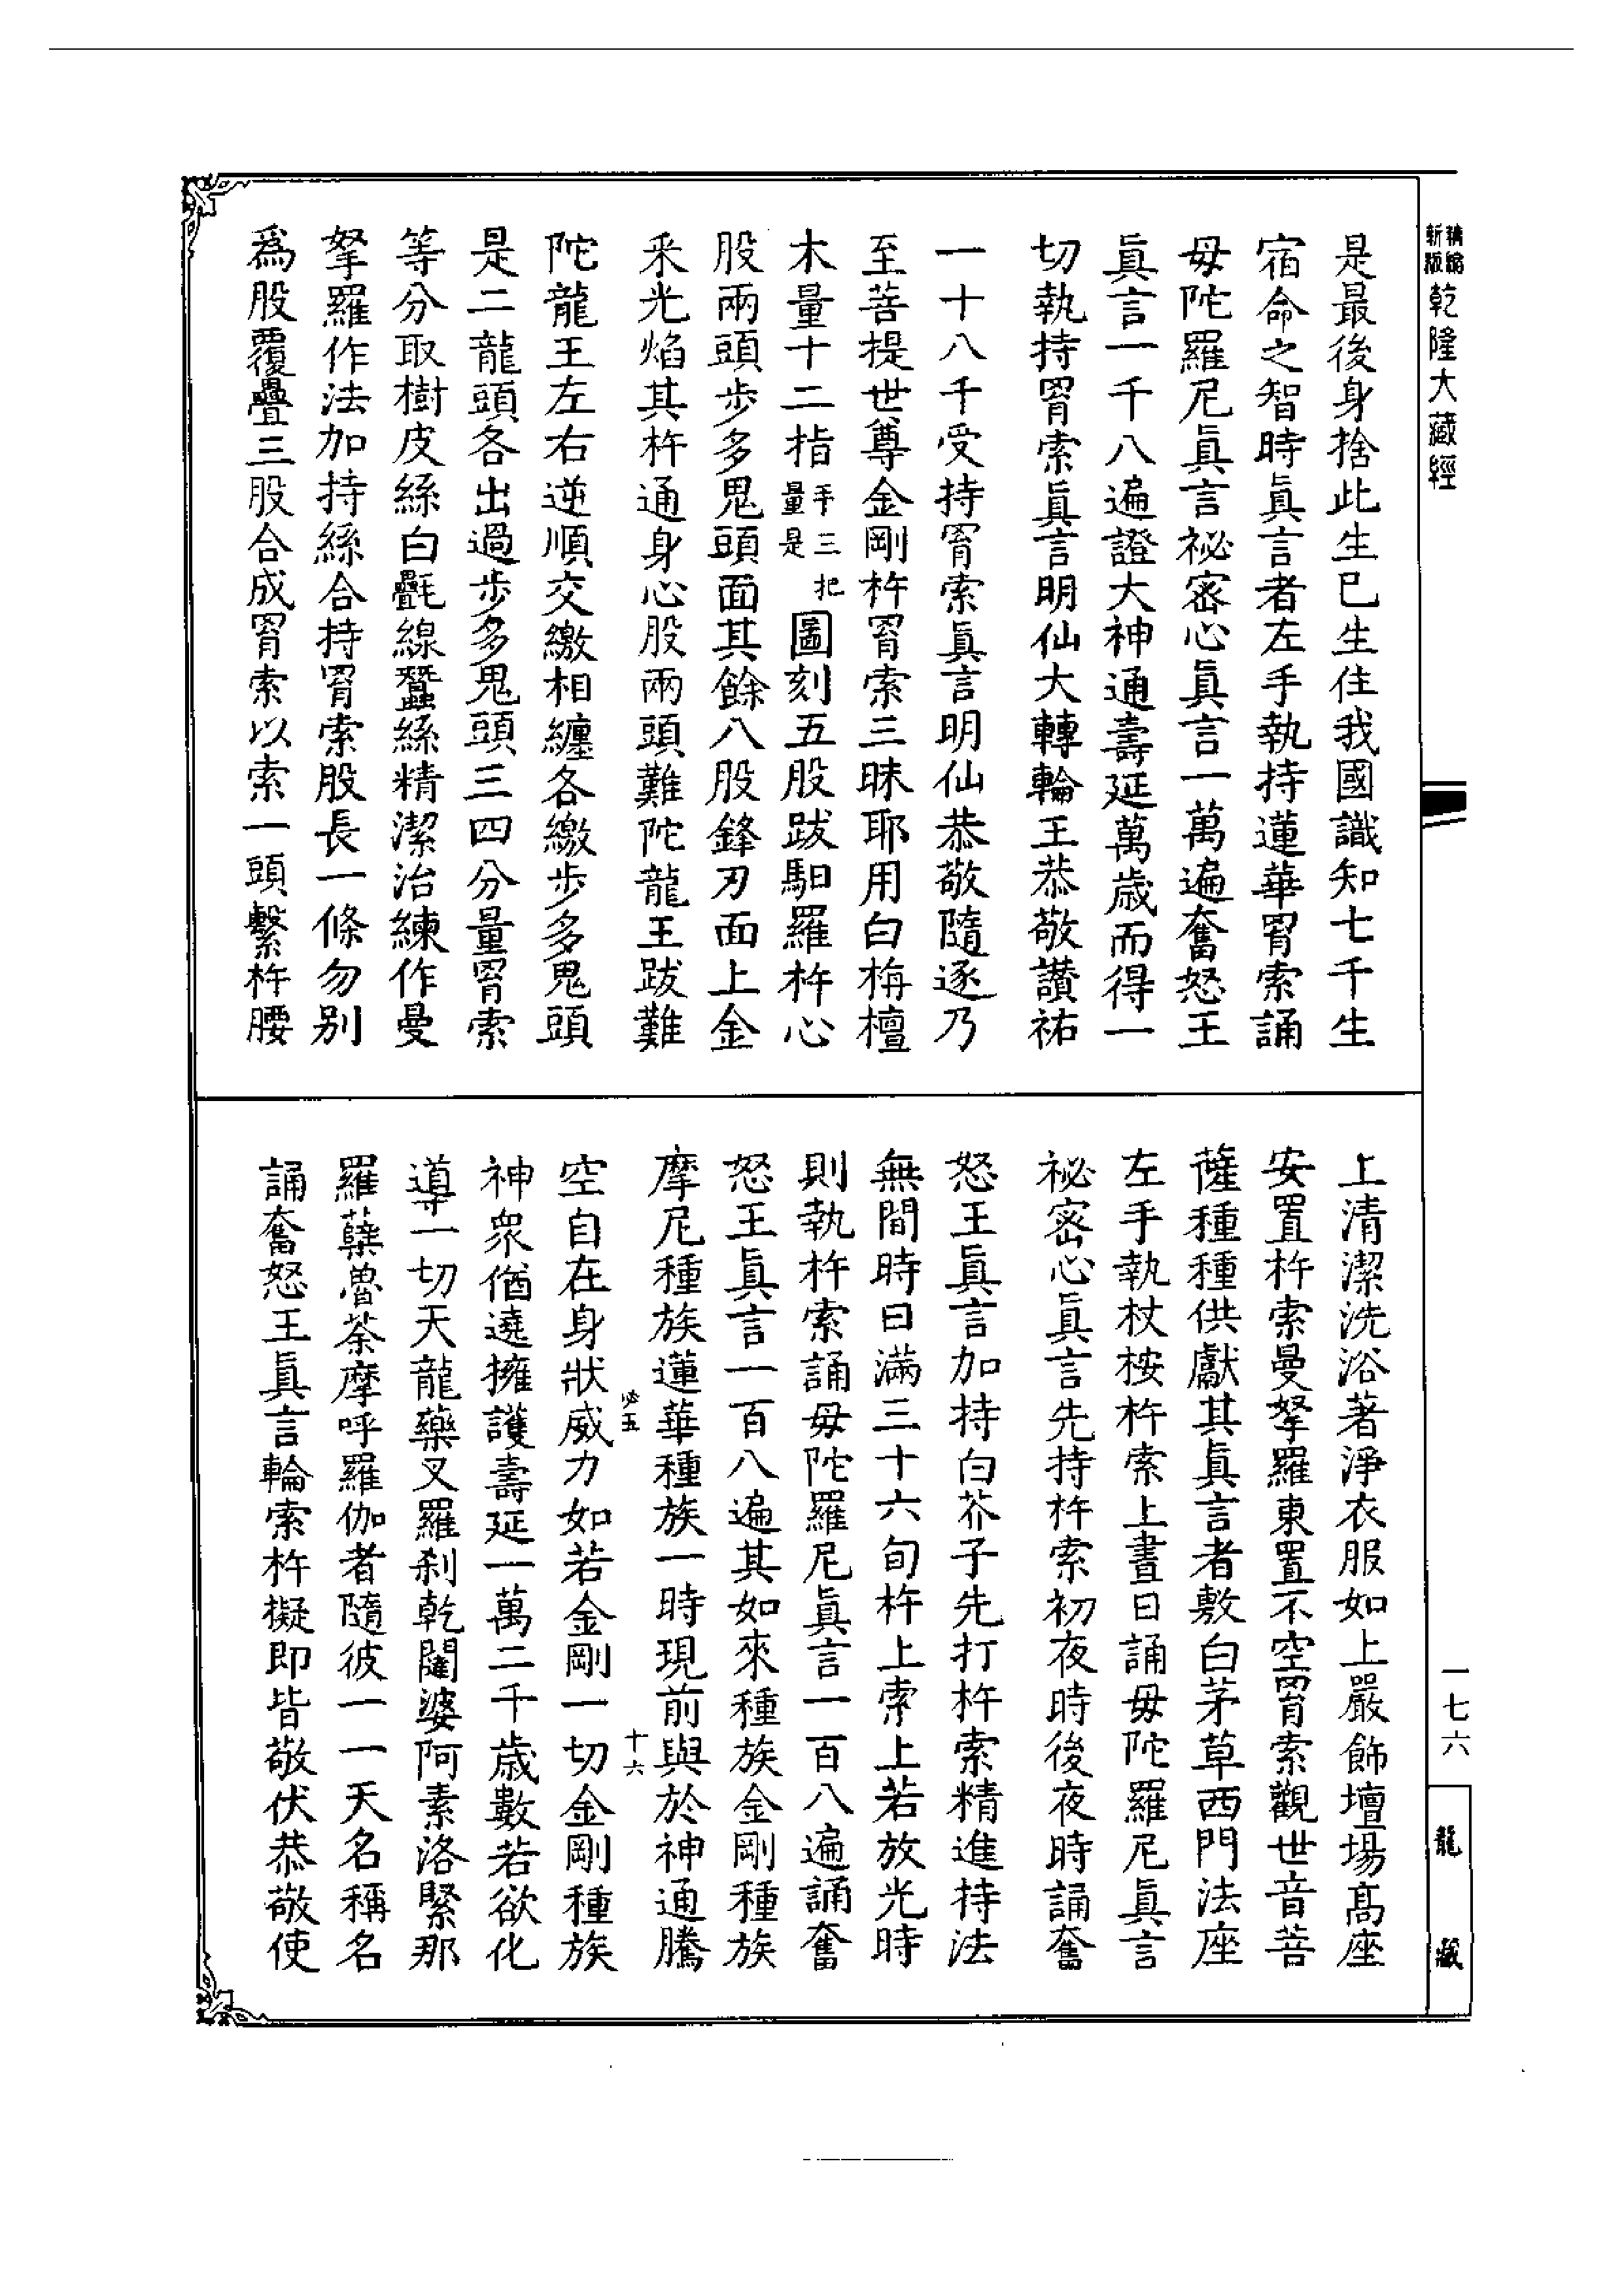 精縮新版乾隆大藏經
是最後身捨此生已生住我國識知七千生
宿命之智時眞言者左手執持蓮華罥索誦
毋陀羅尼眞言祕密心眞言一萬遍奮怒王
眞言一千八遍證大神通壽延萬歲而得一
切執持罥索眞言明仙大轉輪王恭敬讚祐
一十八千受持罥索眞言明仙恭敬隨逐乃
至菩提世尊金剛杵罥索三昧耶用白栴檀
木量十二指手三把量是圖刻五股跋馹羅杵心
股兩頭步多鬼頭面其餘八股鋒刃面上金
釆光焰其杵通身心股兩頭難陀龍王跋難
陀龍王左右逆順交繳相纏各繳步多鬼頭
是二龍頭各出過步多鬼頭三四分量罥索
等分取樹皮絲白氎線蠶絲精潔治練作曼
拏羅作法加持絲合持罥索股長一條勿别
爲股覆疊三股合成罥索以索一頭繫杵腰
上清潔洗浴著淨衣服如上嚴飾壇場髙座
安置杵索曼拏羅東置不空罥索觀世音菩
薩種種供獻其眞言者敷白茅草西門法座
左手執杖桉杵索上晝日誦毋陀羅尼眞言
祕密心眞言先持杵索初夜時後夜時誦奮
怒王眞言加持白芥子先打杵索精進持法
無間時日滿三十六旬杵上索上若放光時
則執杵索誦毋陀羅尼眞言一百八遍誦奮
怒王眞言一百八遍其如來種族金剛種族
摩尼種族蓮華種族一時現前與於神通騰
必五 十六
空自在身狀威力如若金剛一切金剛種族
神衆偤遶擁護壽延一萬二千歲數若欲化
導一切天龍藥叉羅刹乾闥婆阿素洛緊那
羅蘖魯荼摩呼羅伽者隨彼一一天名稱名
誦奮怒王眞言輪索杵擬即皆敬伏恭敬使
一七六
龍藏